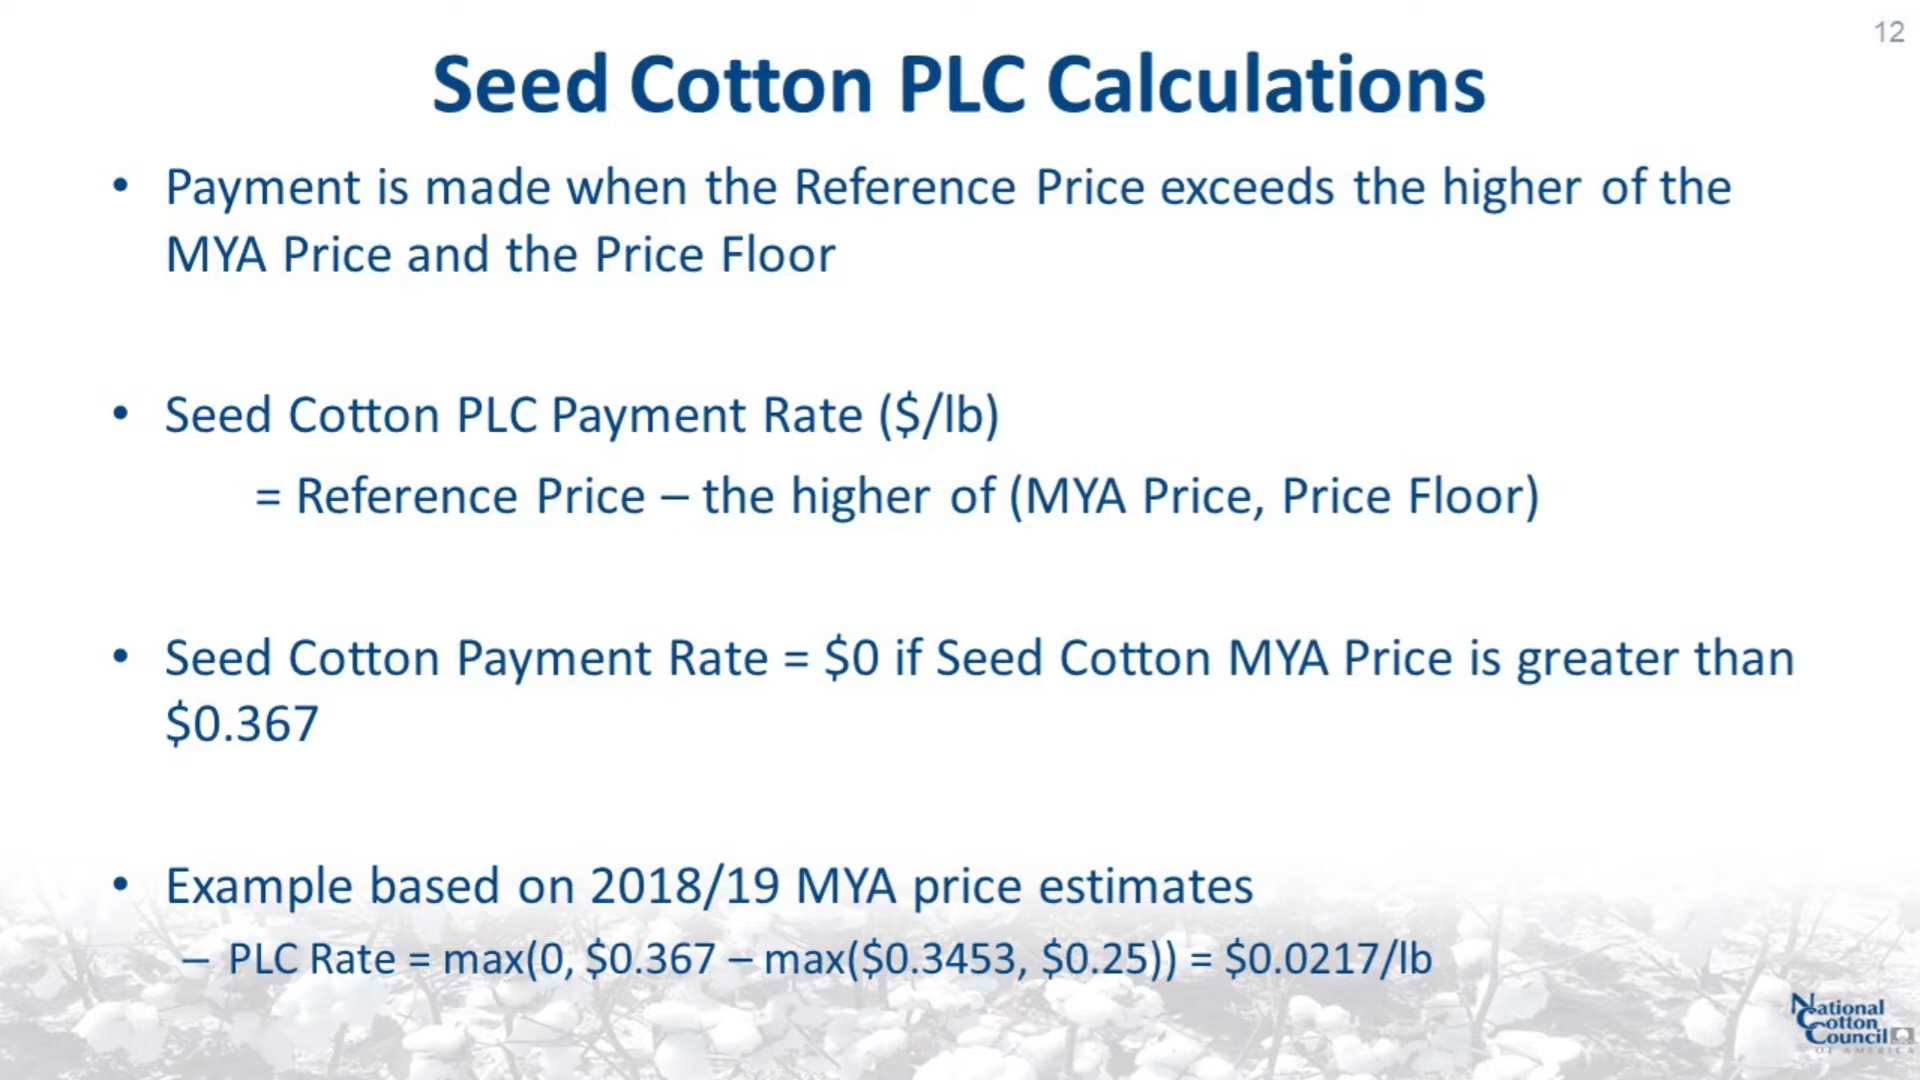 12
Seed Cotton PLC Calculations
• Payment is made when the Reference Price exceeds the higher of the
MYA Price and the Price Floor
• Seed Cotton PLC Payment Rate ($/lb)
= Reference Price – the higher of (MYA Price, Price Floor)
• Seed Cotton Payment Rate = $0 if Seed Cotton MYA Price is greater than
$0.367
• Example based on 2018/19 MYA price estimates
– PLC Rate = max(0, $0.367 – max($0.3453, $0.25)) = $0.0217/lb
National
Cotton
Council
OF AMERICA